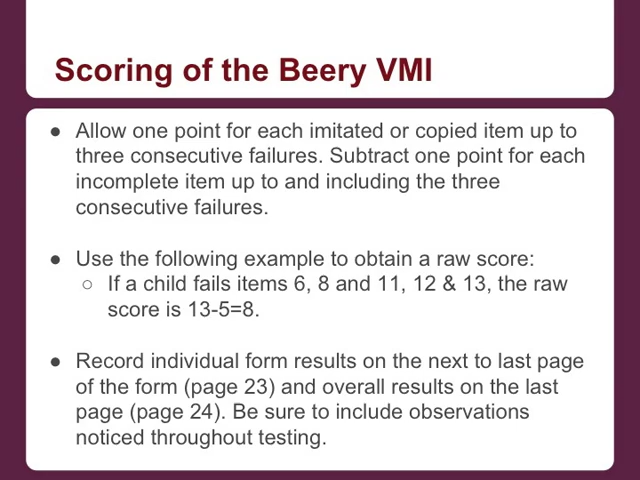 Scoring of the Beery VMI
● Allow one point for each imitated or copied item up to
three consecutive failures. Subtract one point for each
incomplete item up to and including the three
consecutive failures.
● Use the following example to obtain a raw score:
○ If a child fails items 6, 8 and 11, 12 & 13, the raw
score is 13-5=8.
● Record individual form results on the next to last page
of the form (page 23) and overall results on the last
page (page 24). Be sure to include observations
noticed throughout testing.